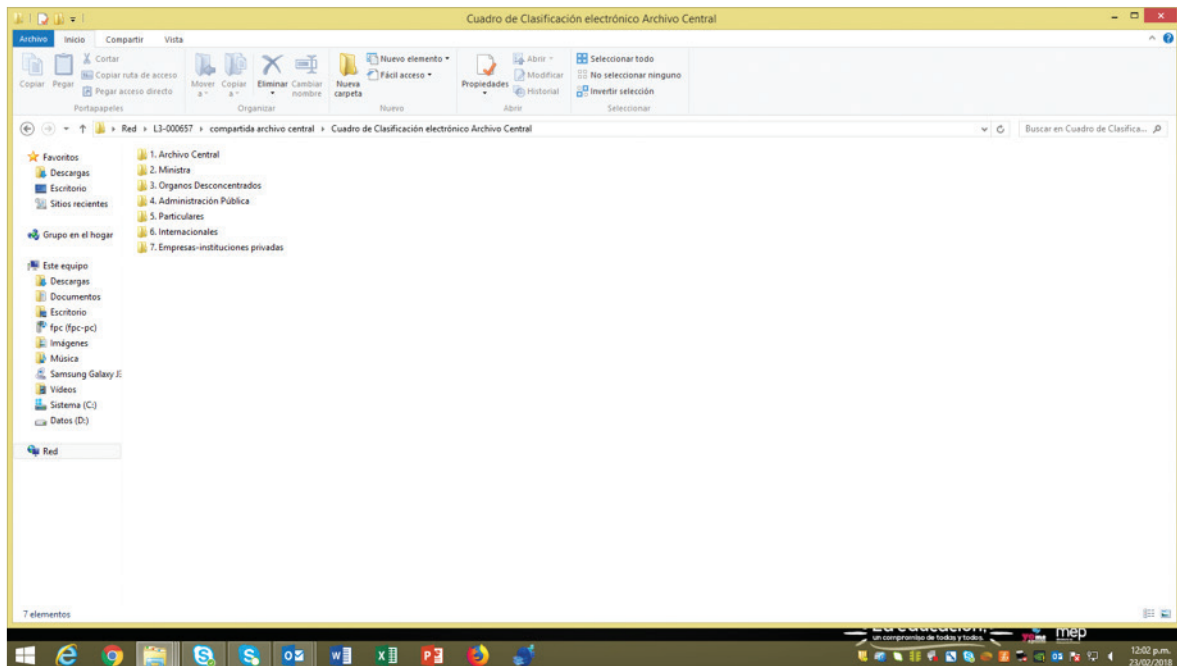 Cuadro de Clasificación electrónico Archivo Central
Archivo Inicio Compartir Vista
Copiar Pegar Cortar
Copiar ruta de acceso
Pegar acceso directo
Portapapeles
Mover a Copiar a Eliminar Cambiar nombre
Organizar
Nueva carpeta
Nuevo elemento
Fácil acceso
Nuevo
Propiedades
Abrir
Modificar
Historial
Abrir
Seleccionar todo
No seleccionar ninguno
Invertir selección
Seleccionar
Red L3-000657 compartida archivo central Cuadro de Clasificación electrónico Archivo Central
Buscar en Cuadro de Clasifica...
Favoritos
Descargas
Escritorio
Sitios recientes
Grupo en el hogar
Este equipo
Descargas
Documentos
Escritorio
fpc (fpc-pc)
Imágenes
Música
Samsung Galaxy
Vídeos
Sistema (C:)
Datos (D:)
Red
1. Archivo Central
2. Ministra
3. Organos Desconcentrados
4. Administración Pública
5. Particulares
6. Internacionales
7. Empresas-instituciones privadas
7 elementos
La educación,
un compromiso de todas y todos.
mep
12:02 p.m.
23/02/2018